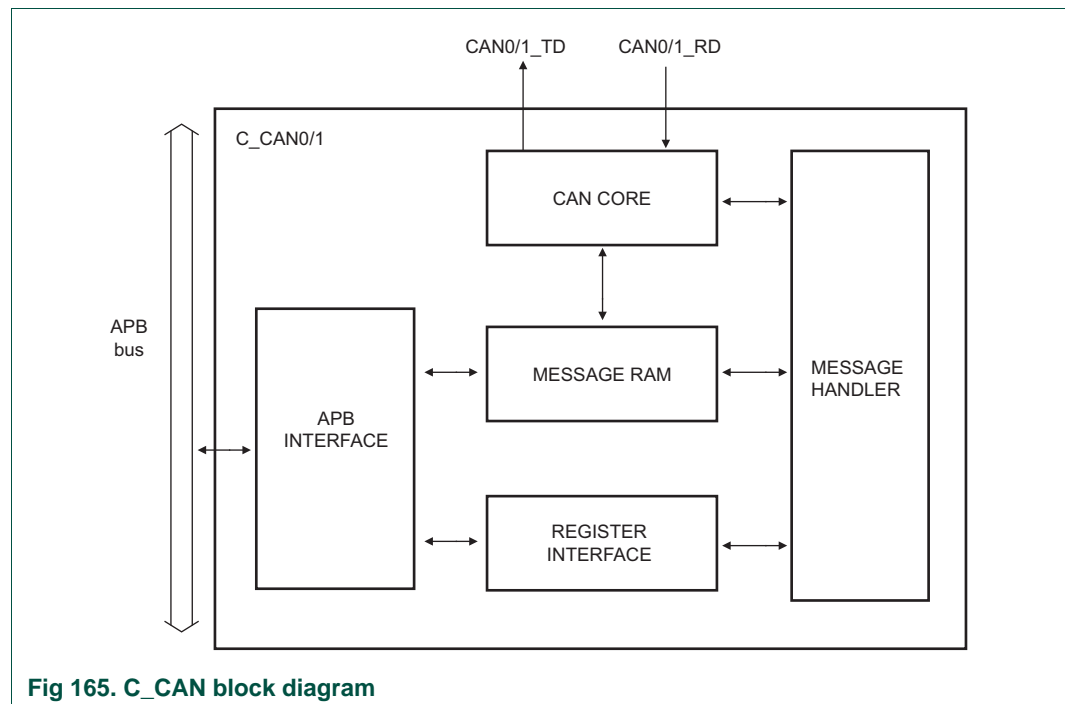 CAN0/1_TD
CAN0/1_RD
C_CAN0/1
CAN CORE
APB
bus
APB
INTERFACE
MESSAGE RAM
MESSAGE
HANDLER
REGISTER
INTERFACE
Fig 165. C_CAN block diagram